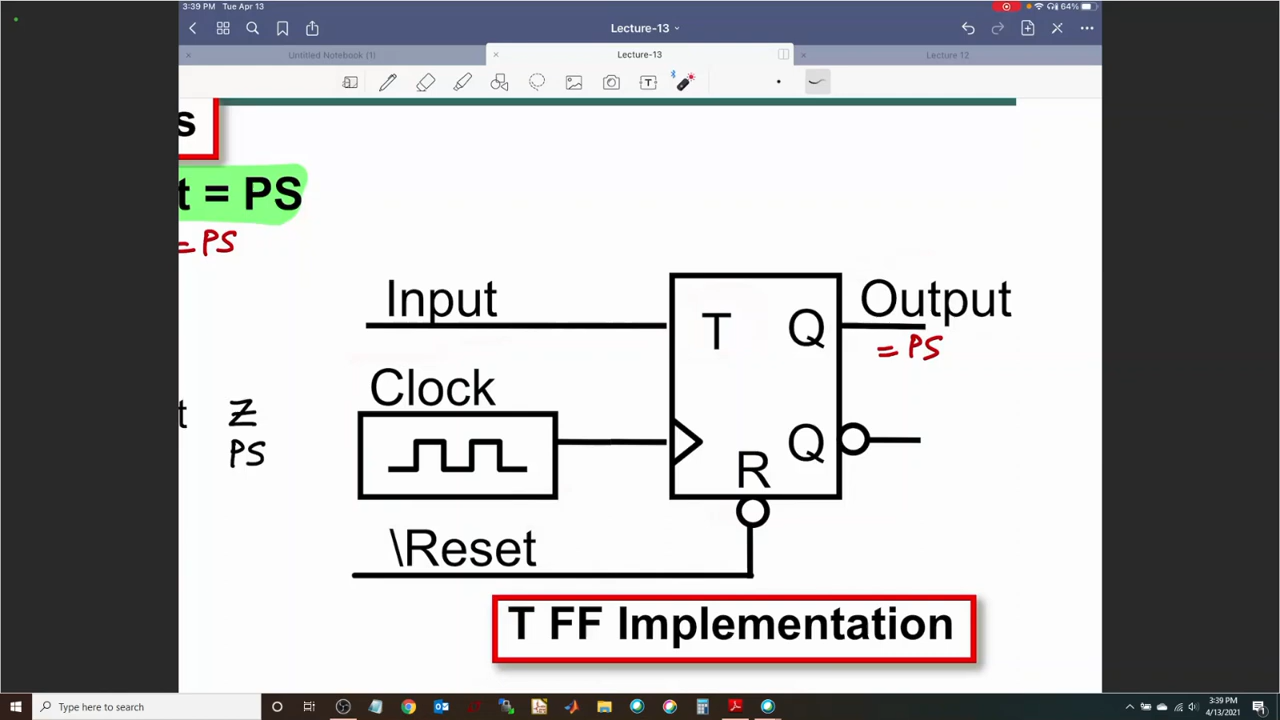 3:39 PM Tue Apr 13
64%
Lecture-13
Untitled Notebook (1)
Lecture-13
Lecture 12
s
t = PS
= PS
Input
T
Q
Output
= PS
Clock
t Z
PS
R
Q
\Reset
T FF Implementation
Type here to search
3:39 PM
4/13/2021